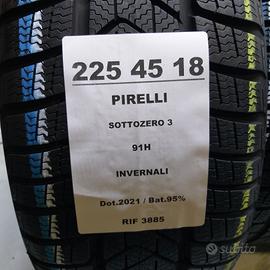 225 45 18
PIRELLI
SOTTOZERO 3
91H
INVERNALI
Dot.2021 / Bat.95%
RIF 3885
subito